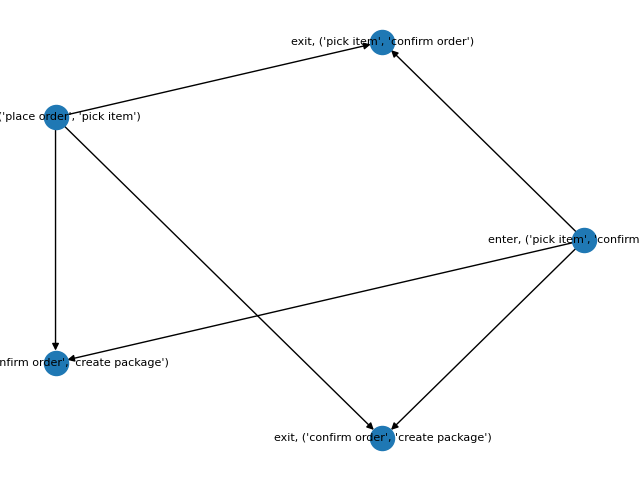 exit, ('pick item', 'confirm order')
('place order', 'pick item')
enter, ('pick item', 'confirm
order', 'create package')
exit, ('confirm order', 'create package')